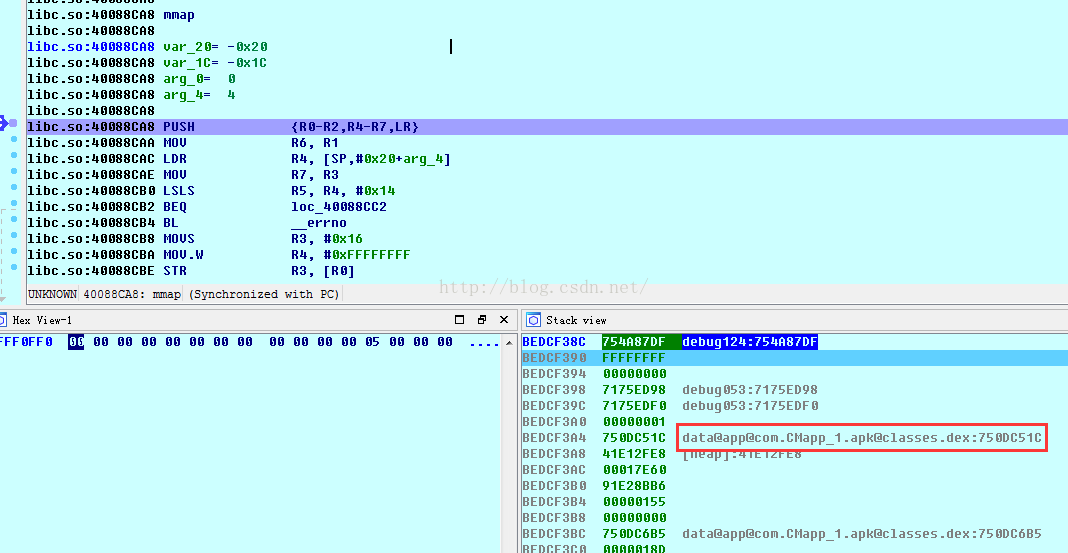 libc.so:40088CA8 mmap
libc.so:40088CA8
libc.so:40088CA8 var_20= -0x20
libc.so:40088CA8 var_1C= -0x1C
libc.so:40088CA8 arg_0=  0
libc.so:40088CA8 arg_4=  4
libc.so:40088CA8
libc.so:40088CA8 PUSH            {R0-R2,R4-R7,LR}
libc.so:40088CAA MOV             R6, R1
libc.so:40088CAC LDR             R4, [SP,#0x20+arg_4]
libc.so:40088CAE MOV             R7, R3
libc.so:40088CB0 LSLS            R5, R4, #0x14
libc.so:40088CB2 BEQ             loc_40088CC2
libc.so:40088CB4 BL              __errno
libc.so:40088CB8 MOVS            R3, #0x16
libc.so:40088CBA MOV.W           R4, #0xFFFFFFFF
libc.so:40088CBE STR             R3, [R0]
http://blog.csdn.net/
UNKNOWN 40088CA8: mmap (Synchronized with PC)
Hex View-1
FFF0FF0  00 00 00 00 00 00 00 00  00 00 00 00 05 00 00 00  ....
Stack view
BEDCF38C  754A87DF  debug124:754A87DF
BEDCF390  FFFFFFFF
BEDCF394  00000000
BEDCF398  7175ED98  debug053:7175ED98
BEDCF39C  7175EDF0  debug053:7175EDF0
BEDCF3A0  00000001
BEDCF3A4  750DC51C  data@app@com.CMapp_1.apk@classes.dex:750DC51C
BEDCF3A8  41E12FE8  [heap]:41E12FE8
BEDCF3AC  00017E60
BEDCF3B0  91E28BB6
BEDCF3B4  00000155
BEDCF3B8  00000000
BEDCF3BC  750DC6B5  data@app@com.CMapp_1.apk@classes.dex:750DC6B5
BEDCF3C0  0000018D